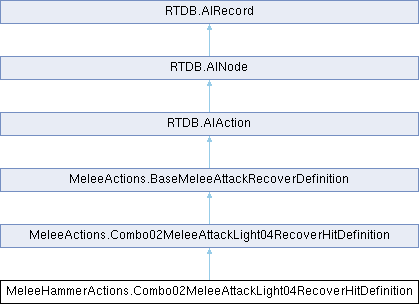 RTDB.AIRecord
RTDB.AINode
RTDB.AIAction
MeleeActions.BaseMeleeAttackRecoverDefinition
MeleeActions.Combo02MeleeAttackLight04RecoverHitDefinition
MeleeHammerActions.Combo02MeleeAttackLight04RecoverHitDefinition